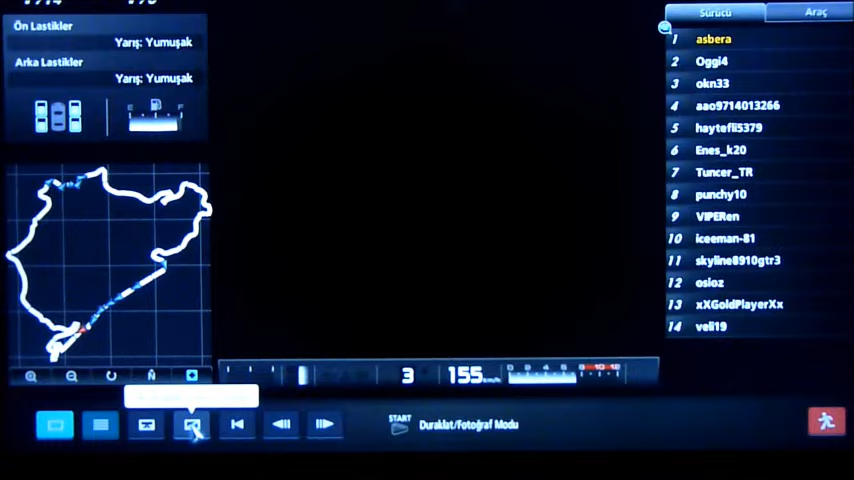 Ön Lastikler
Yarış: Yumuşak
Arka Lastikler
Yarış: Yumuşak
E F
N
3
155 km/h
START
Duraklat/Fotoğraf Modu
Sürücü
Araç
1 asbera
2 Oggi4
3 okn33
4 aao9714013266
5 haytefli5379
6 Enes_k20
7 Tuncer_TR
8 punchy10
9 VIPERen
10 iceeman-81
11 skyline8910gtr3
12 osioz
13 xXGoldPlayerXx
14 veli19